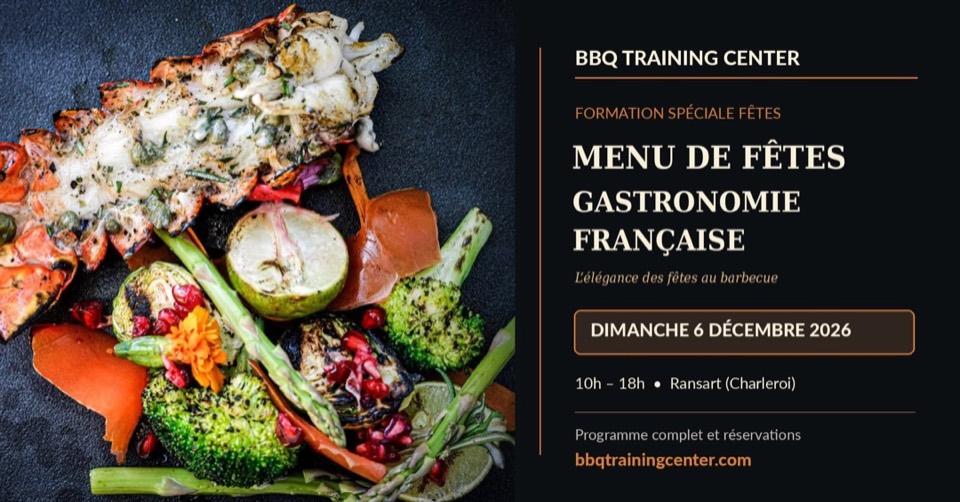 BBQ TRAINING CENTER
FORMATION SPÉCIALE FÊTES
MENU DE FÊTES
GASTRONOMIE
FRANÇAISE
L'élégance des fêtes au barbecue
DIMANCHE 6 DÉCEMBRE 2026
10h – 18h • Ransart (Charleroi)
Programme complet et réservations
bbqtrainingcenter.com